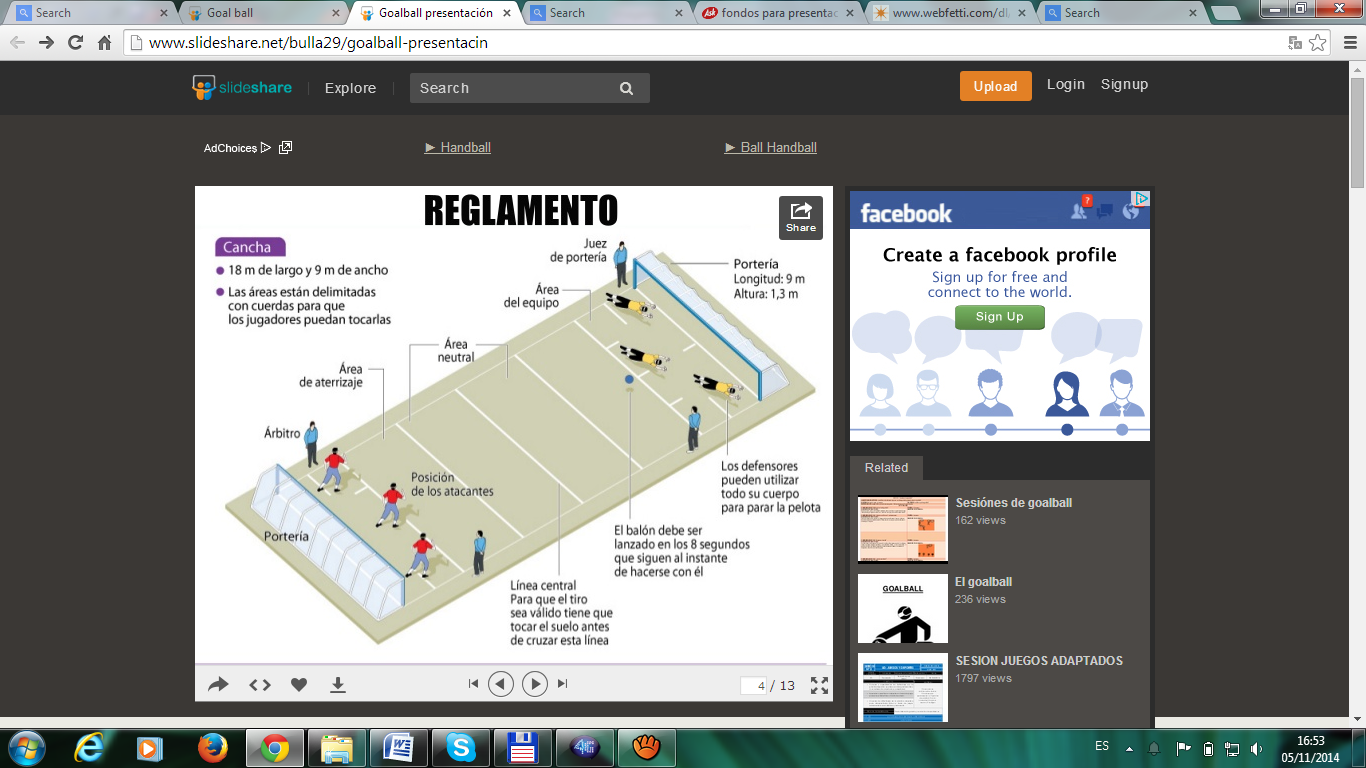 Search
Goal ball
Goalball presentación
Search
fondos para presentac
www.webfetti.com/dl
Search
www.slideshare.net/bulla29/goalball-presentacin
slideshare
Explore
Search
Upload
Login
Signup
AdChoices
► Handball
► Ball Handball
REGLAMENTO
Share
Cancha
18 m de largo y 9 m de ancho
Las áreas están delimitadas
con cuerdas para que
los jugadores puedan tocarlas
Juez
de portería
Portería
Longitud: 9 m
Altura: 1,3 m
Área
del equipo
Área
neutral
Área
de aterrizaje
Árbitro
Posición
de los atacantes
Portería
Los defensores
pueden utilizar
todo su cuerpo
para parar la pelota
El balón debe ser
lanzado en los 8 segundos
que siguen al instante
de hacerse con él
Línea central
Para que el tiro
sea válido tiene que
tocar el suelo antes
de cruzar esta línea
4 / 13
facebook
?
Create a facebook profile
Sign up for free and
connect to the world.
Sign Up
Related
Sesiónes de goalball
162 views
GOALBALL
El goalball
236 views
SESION JUEGOS ADAPTADOS
1797 views
ES
16:53
05/11/2014